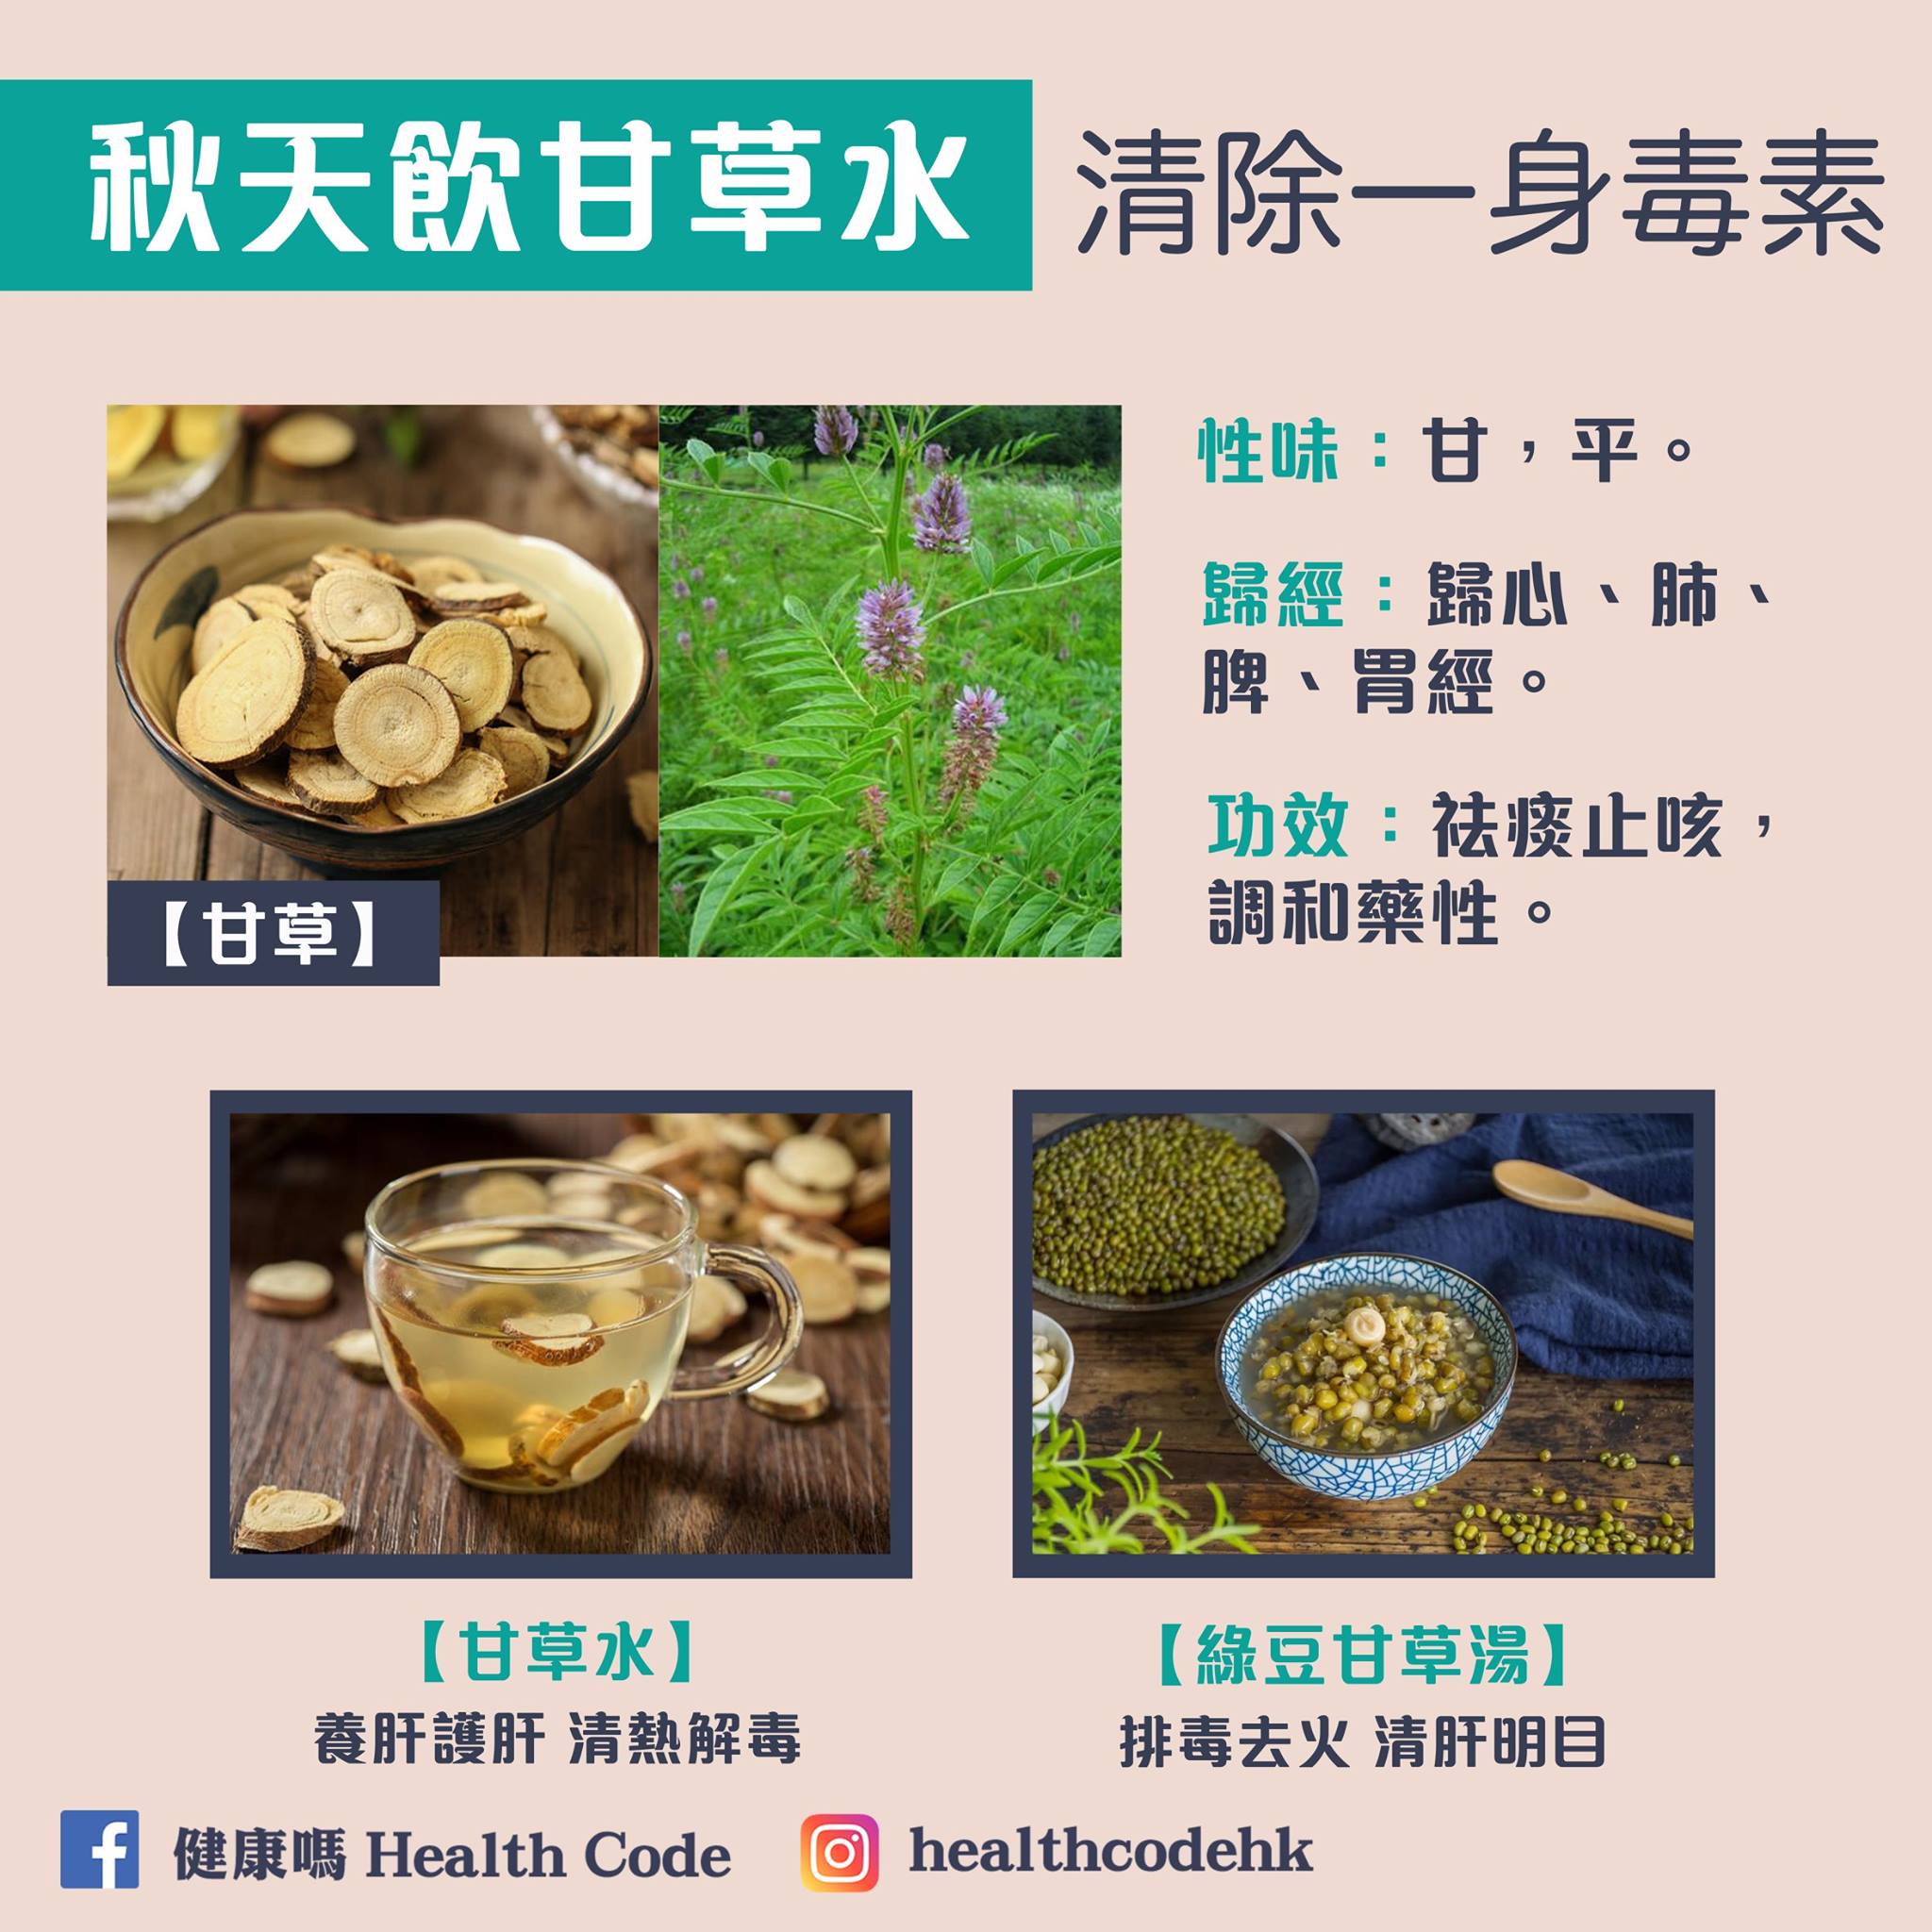 秋天飲甘草水 清除一身毒素
性味：甘，平。
歸經：歸心、肺、
脾、胃經。
功效：祛痰止咳，
調和藥性。
【甘草】
【甘草水】
養肝護肝 清熱解毒
【綠豆甘草湯】
排毒去火 清肝明目
健康嗎 Health Code
healthcodehk